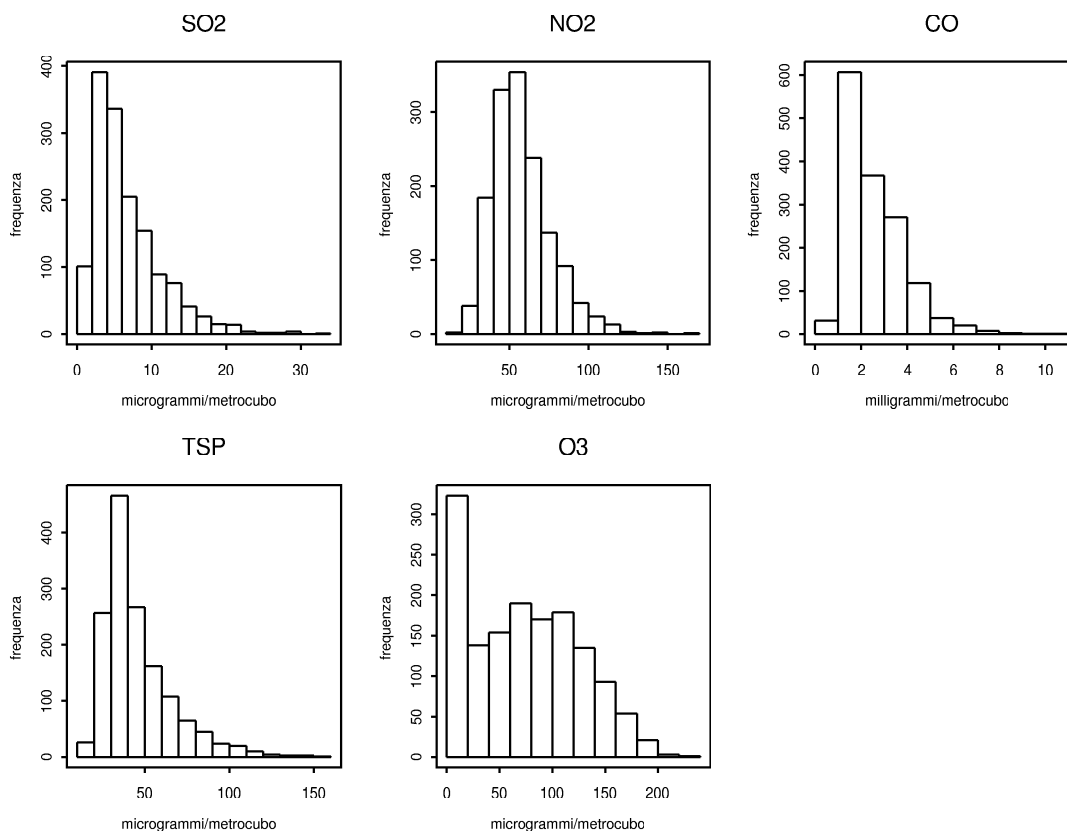 SO2
frequenza
0 100 200 300 400
0 10 20 30
microgrammi/metrocubo
NO2
frequenza
0 100 200 300
50 100 150
microgrammi/metrocubo
CO
frequenza
0 100 200 300 400 500 600
0 2 4 6 8 10
milligrammi/metrocubo
TSP
frequenza
0 100 200 300 400
50 100 150
microgrammi/metrocubo
O3
frequenza
0 50 100 150 200 250 300
0 50 100 150 200
microgrammi/metrocubo